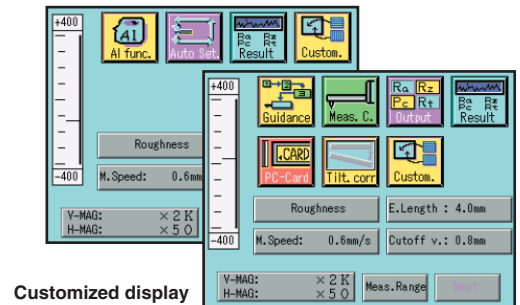 +400
AI
AI func.
Auto Set.
Ra Rz
Pc Rt
Result
Custom.
Roughness
-400
M.Speed: 0.6mm
V-MAG: ×2K
H-MAG: ×50
+400
Guidance
Meas. C.
Ra Rz
Pc Rt
Output
Ra Rz
Pc Rt
Result
CARD
PC-Card
Tilt. corr
Custom.
Roughness
E.Length : 4.0mm
-400
M.Speed: 0.6mm/s
Cutoff v.: 0.8mm
V-MAG: ×2K
H-MAG: ×50
Meas.Range
Next
Customized display